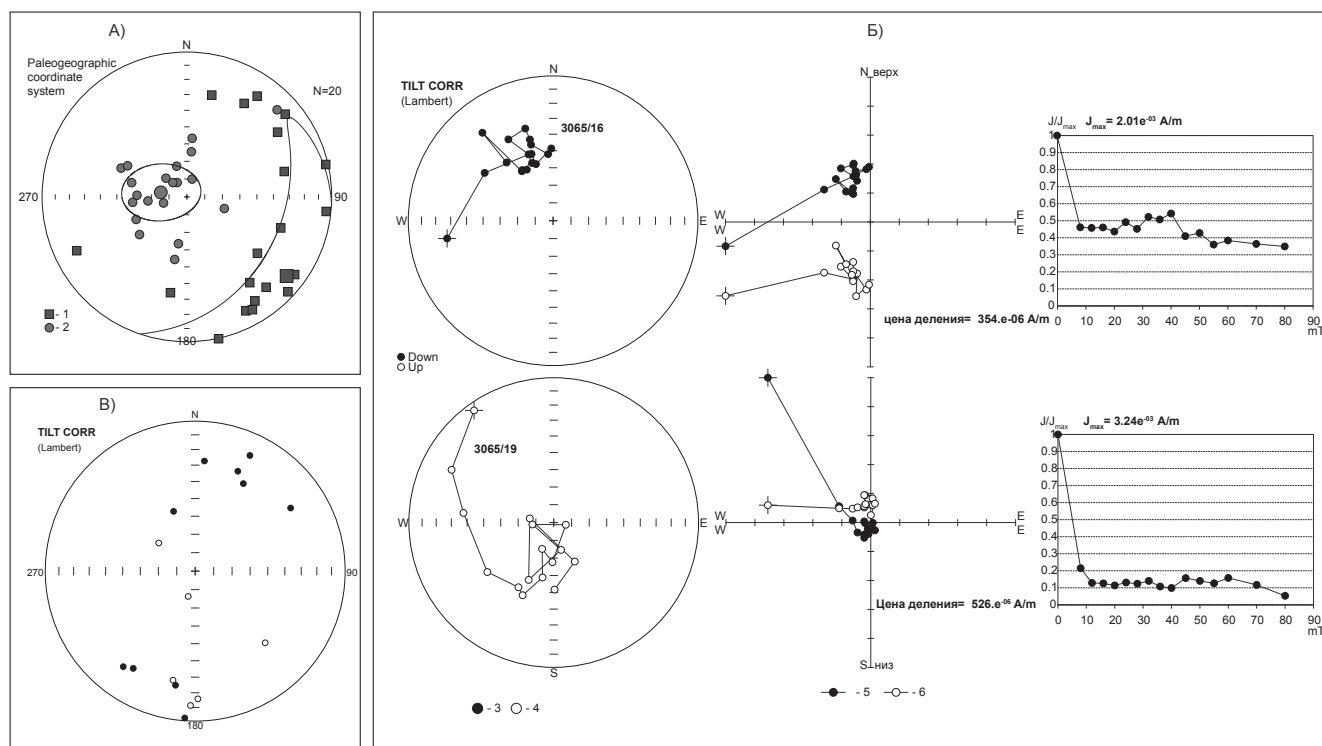 А)
N
Paleogeographic
coordinate
system
N=20
270
90
180
- 1
- 2
В)
TILT CORR
(Lambert)
N
270
90
180
Б)
TILT CORR
(Lambert)
N
3065/16
W
E
Down
Up
3065/19
W
E
S
- 3
- 4
N верх
W
W
E
E
цена деления= 354.e-06 A/m
W
W
E
E
Цена деления= 526.e-06 A/m
S низ
- 5
- 6
J/Jmax
Jmax= 2.01e-03 A/m
1
0.9
0.8
0.7
0.6
0.5
0.4
0.3
0.2
0.1
0
0 10 20 30 40 50 60 70 80 90
mT
J/Jmax
Jmax= 3.24e-03 A/m
1
0.9
0.8
0.7
0.6
0.5
0.4
0.3
0.2
0.1
0
0 10 20 30 40 50 60 70 80 90
mT